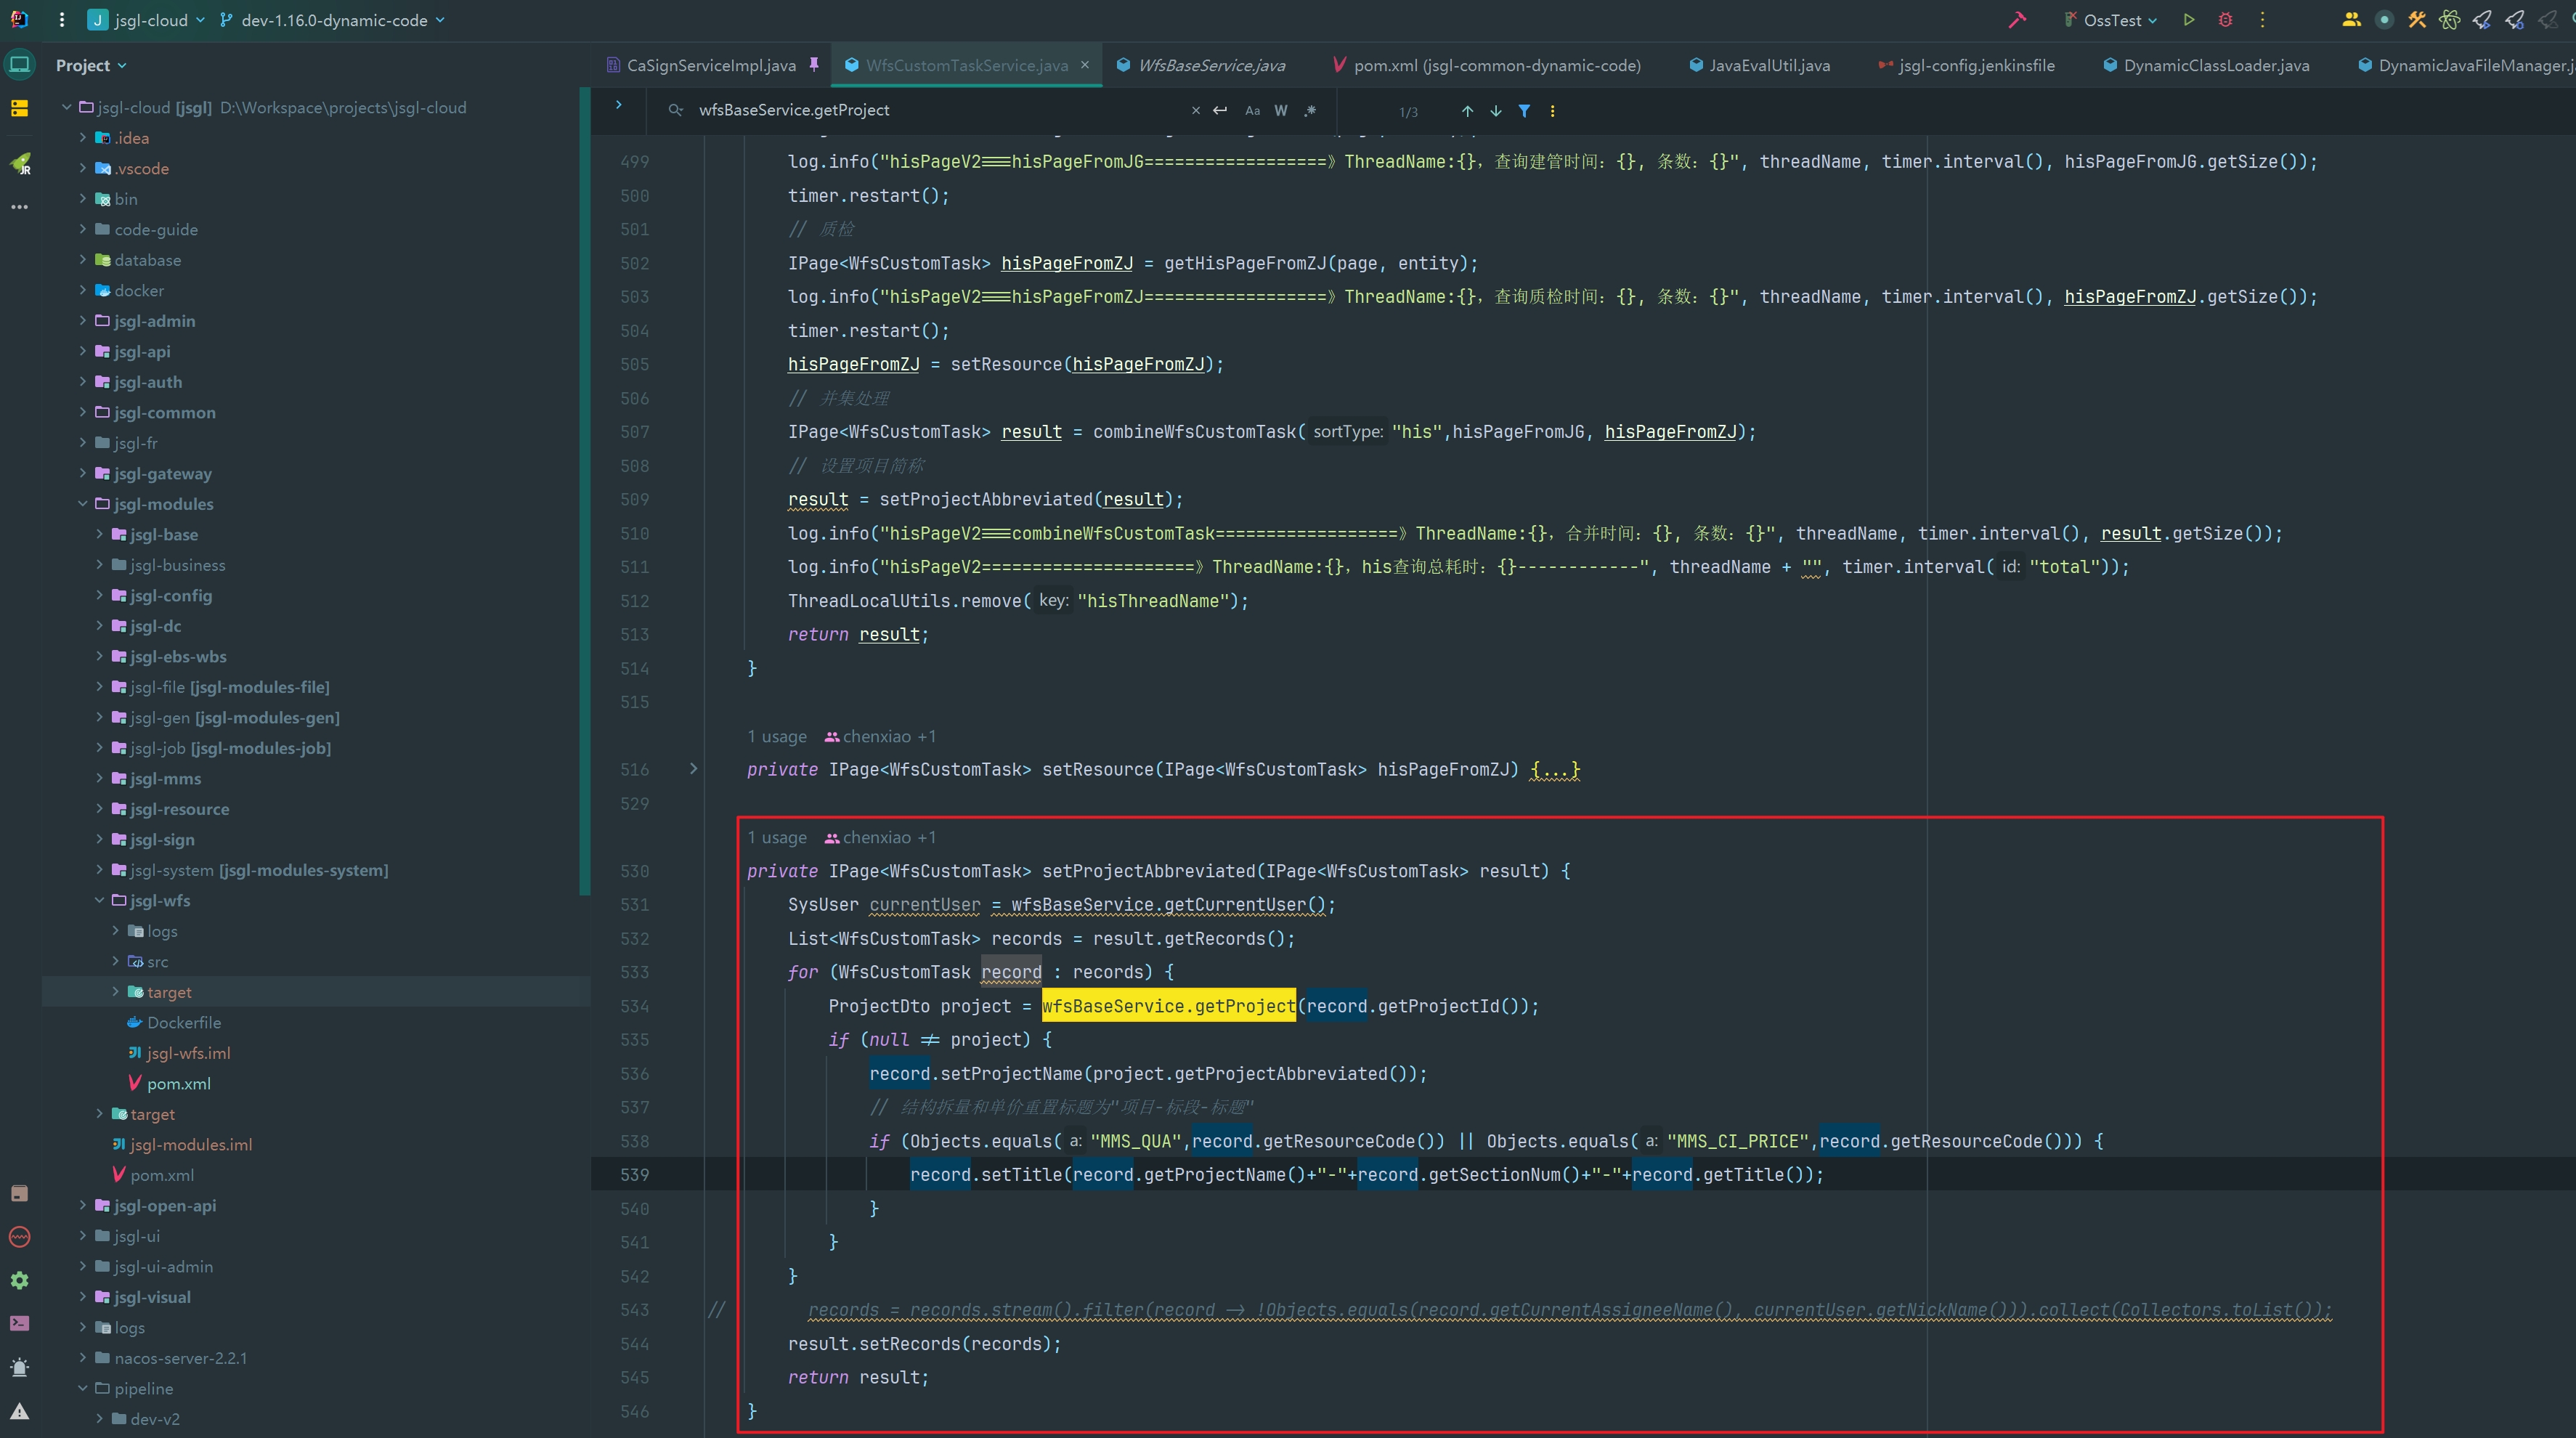 J jsgl-cloud dev-1.16.0-dynamic-code OssTest
Project
CaSignServiceImpl.java WfsCustomTaskService.java WfsBaseService.java pom.xml (jsgl-common-dynamic-code) JavaEvalUtil.java jsgl-config.jenkinsfile DynamicClassLoader.java DynamicJavaFileManager.j
wfsBaseService.getProject Aa W .* 1/3
jsgl-cloud [jsgl] D:\Workspace\projects\jsgl-cloud
.idea
.vscode
bin
code-guide
database
docker
jsgl-admin
jsgl-api
jsgl-auth
jsgl-common
jsgl-fr
jsgl-gateway
jsgl-modules
jsgl-base
jsgl-business
jsgl-config
jsgl-dc
jsgl-ebs-wbs
jsgl-file [jsgl-modules-file]
jsgl-gen [jsgl-modules-gen]
jsgl-job [jsgl-modules-job]
jsgl-mms
jsgl-resource
jsgl-sign
jsgl-system [jsgl-modules-system]
jsgl-wfs
logs
src
target
Dockerfile
jsgl-wfs.iml
pom.xml
target
jsgl-modules.iml
pom.xml
jsgl-open-api
jsgl-ui
jsgl-ui-admin
jsgl-visual
logs
nacos-server-2.2.1
pipeline
dev-v2
JR
499 log.info("hisPageV2===hisPageFromJG==================》ThreadName:{}，查询建管时间：{}, 条数：{}", threadName, timer.interval(), hisPageFromJG.getSize());
500 timer.restart();
501 // 质检
502 IPage<WfsCustomTask> hisPageFromZJ = getHisPageFromZJ(page, entity);
503 log.info("hisPageV2===hisPageFromZJ==================》ThreadName:{}，查询质检时间：{}, 条数：{}", threadName, timer.interval(), hisPageFromZJ.getSize());
504 timer.restart();
505 hisPageFromZJ = setResource(hisPageFromZJ);
506 // 并集处理
507 IPage<WfsCustomTask> result = combineWfsCustomTask( sortType: "his",hisPageFromJG, hisPageFromZJ);
508 // 设置项目简称
509 result = setProjectAbbreviated(result);
510 log.info("hisPageV2===combineWfsCustomTask==================》ThreadName:{}，合并时间：{}, 条数：{}", threadName, timer.interval(), result.getSize());
511 log.info("hisPageV2=====================》ThreadName:{}，his查询总耗时：{}------------", threadName + "", timer.interval( id: "total"));
512 ThreadLocalUtils.remove( key: "hisThreadName");
513 return result;
514 }
515
1 usage chenxiao +1
516 private IPage<WfsCustomTask> setResource(IPage<WfsCustomTask> hisPageFromZJ) {...}
529
1 usage chenxiao +1
530 private IPage<WfsCustomTask> setProjectAbbreviated(IPage<WfsCustomTask> result) {
531 SysUser currentUser = wfsBaseService.getCurrentUser();
532 List<WfsCustomTask> records = result.getRecords();
533 for (WfsCustomTask record : records) {
534 ProjectDto project = wfsBaseService.getProject(record.getProjectId());
535 if (null != project) {
536 record.setProjectName(project.getProjectAbbreviated());
537 // 结构拆量和单价重置标题为"项目-标段-标题"
538 if (Objects.equals( a: "MMS_QUA",record.getResourceCode()) || Objects.equals( a: "MMS_CI_PRICE",record.getResourceCode())) {
539 record.setTitle(record.getProjectName()+"-"+record.getSectionNum()+"-"+record.getTitle());
540 }
541 }
542 }
543 // records = records.stream().filter(record -> !Objects.equals(record.getCurrentAssigneeName(), currentUser.getNickName())).collect(Collectors.toList());
544 result.setRecords(records);
545 return result;
546 }